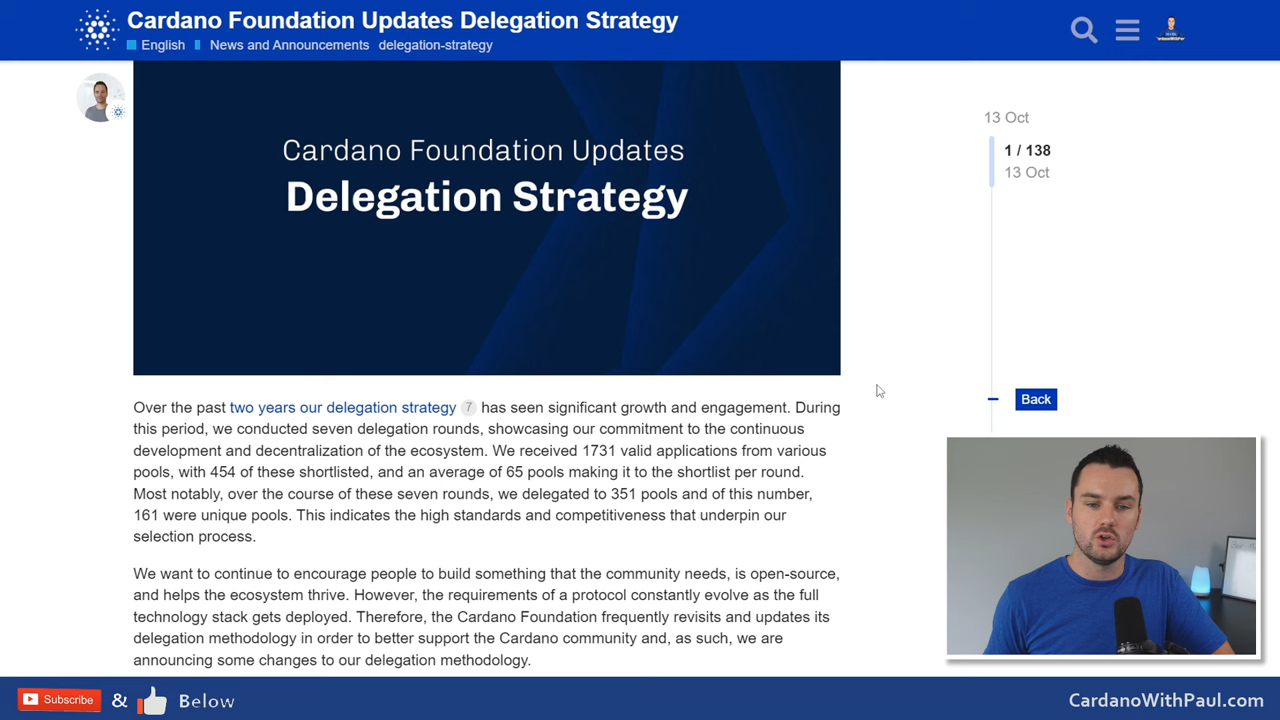 Cardano Foundation Updates Delegation Strategy
English News and Announcements delegation-strategy
Cardano Foundation Updates
Delegation Strategy
13 Oct
1 / 138
13 Oct
Back
Over the past two years our delegation strategy 7 has seen significant growth and engagement. During
this period, we conducted seven delegation rounds, showcasing our commitment to the continuous
development and decentralization of the ecosystem. We received 1731 valid applications from various
pools, with 454 of these shortlisted, and an average of 65 pools making it to the shortlist per round.
Most notably, over the course of these seven rounds, we delegated to 351 pools and of this number,
161 were unique pools. This indicates the high standards and competitiveness that underpin our
selection process.
We want to continue to encourage people to build something that the community needs, is open-source,
and helps the ecosystem thrive. However, the requirements of a protocol constantly evolve as the full
technology stack gets deployed. Therefore, the Cardano Foundation frequently revisits and updates its
delegation methodology in order to better support the Cardano community and, as such, we are
announcing some changes to our delegation methodology.
Subscribe & Below
CardanoWithPaul.com